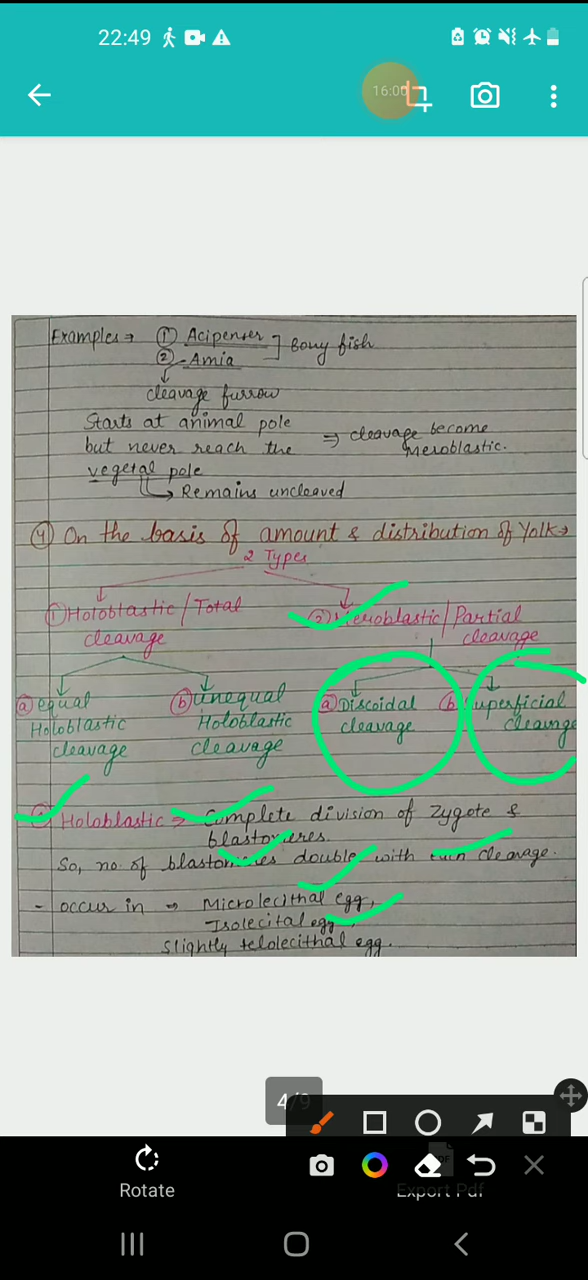 22:49
16:00
Examples → ① Acipenser
② Amia ] Bony fish
cleavage furrow
Starts at animal pole
but never reach the ⇒ cleavage become meroblastic.
vegetal pole
→ Remains uncleaved
④ On the basis of amount & distribution of Yolk →
2 Types
① Holoblastic / Total cleavage
② Meroblastic / Partial cleavage
ⓐ equal Holoblastic cleavage
ⓑ unequal Holoblastic cleavage
ⓐ Discoidal cleavage
ⓑ Superficial cleavage
① Holoblastic ⇒ Complete division of Zygote &
blastomeres.
So, no. of blastomeres double with each cleavage.
- occur in → Microlecithal egg,
Isolecital egg,
Slightly telolecithal egg.
4/9
Rotate
Export Pdf